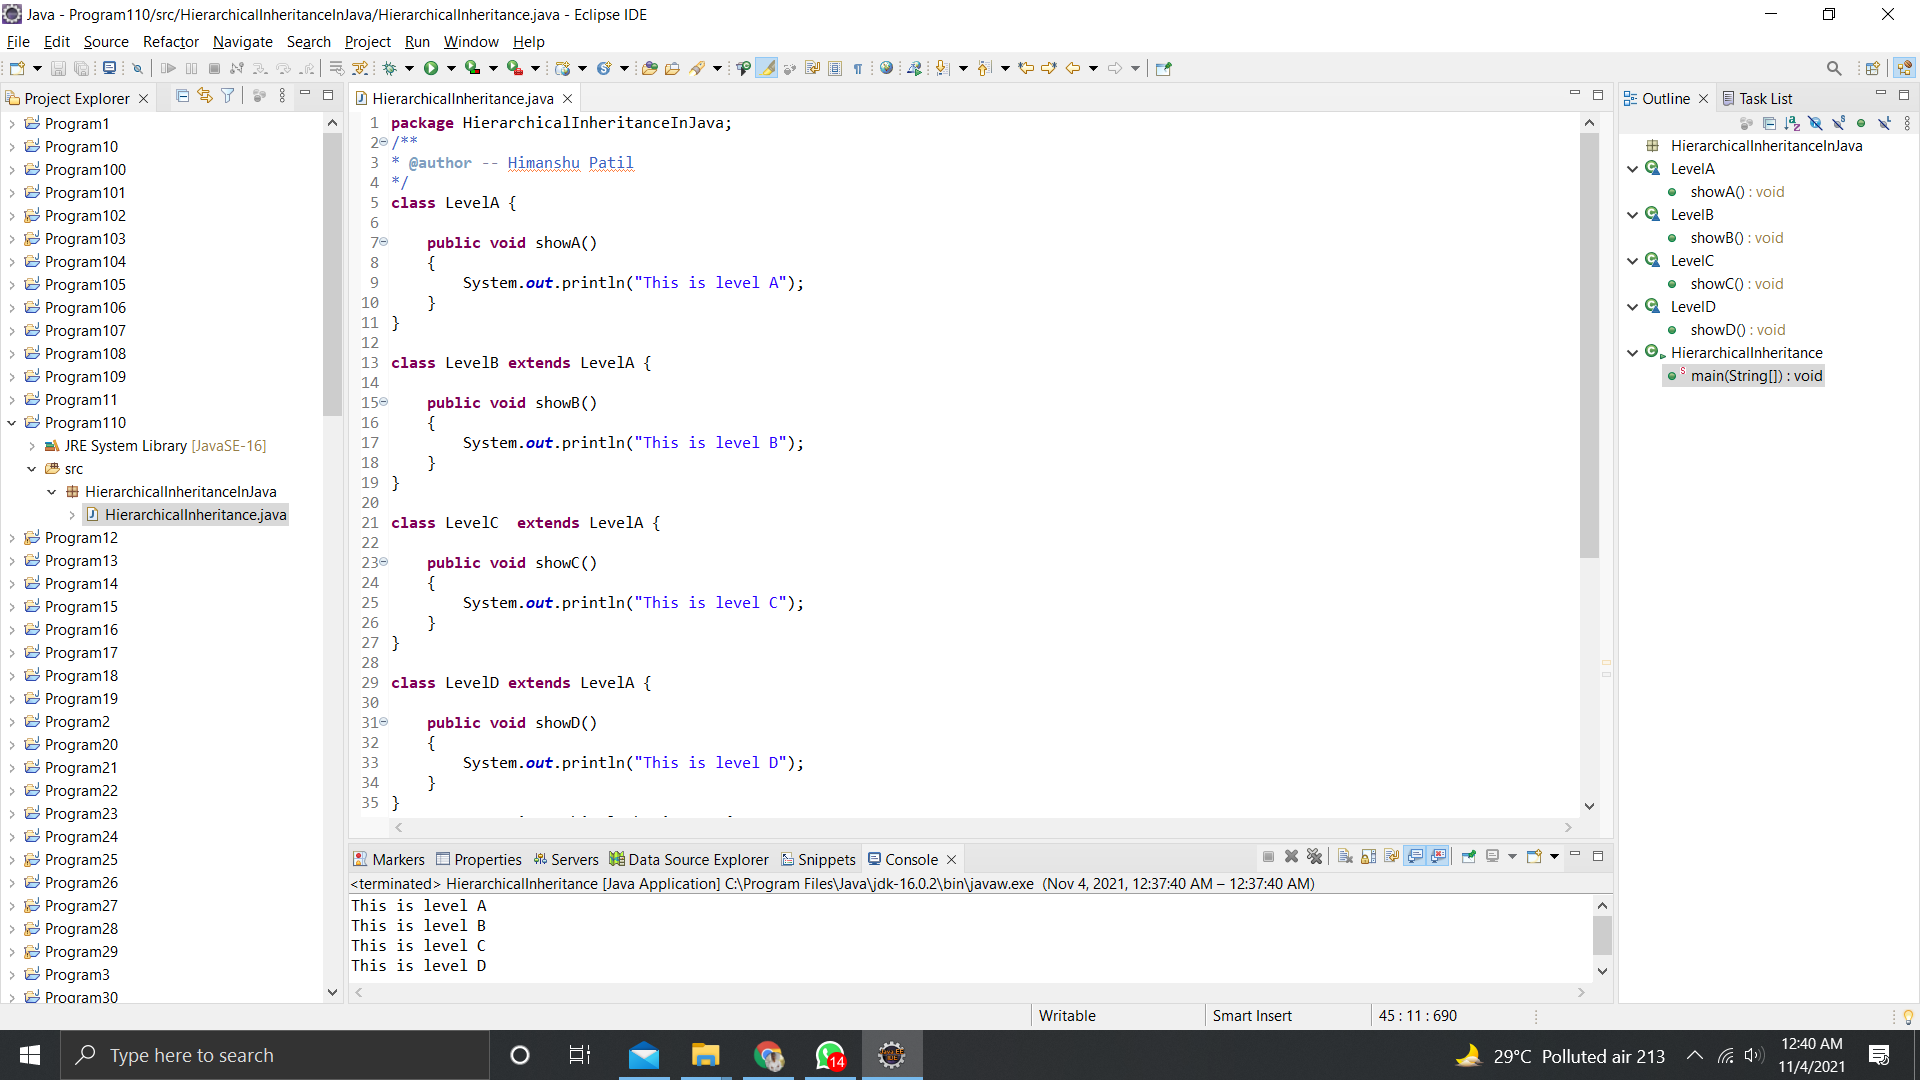 Java - Program110/src/HierarchicalInheritanceInJava/HierarchicalInheritance.java - Eclipse IDE
File Edit Source Refactor Navigate Search Project Run Window Help
Project Explorer
Program1
Program10
Program100
Program101
Program102
Program103
Program104
Program105
Program106
Program107
Program108
Program109
Program11
Program110
JRE System Library [JavaSE-16]
src
HierarchicalInheritanceInJava
HierarchicalInheritance.java
Program12
Program13
Program14
Program15
Program16
Program17
Program18
Program19
Program2
Program20
Program21
Program22
Program23
Program24
Program25
Program26
Program27
Program28
Program29
Program3
Program30
HierarchicalInheritance.java
1 package HierarchicalInheritanceInJava;
2 /**
3 * @author -- Himanshu Patil
4 */
5 class LevelA {
6
7 public void showA()
8 {
9 System.out.println("This is level A");
10 }
11 }
12
13 class LevelB extends LevelA {
14
15 public void showB()
16 {
17 System.out.println("This is level B");
18 }
19 }
20
21 class LevelC  extends LevelA {
22
23 public void showC()
24 {
25 System.out.println("This is level C");
26 }
27 }
28
29 class LevelD extends LevelA {
30
31 public void showD()
32 {
33 System.out.println("This is level D");
34 }
35 }
Outline Task List
HierarchicalInheritanceInJava
LevelA
showA() : void
LevelB
showB() : void
LevelC
showC() : void
LevelD
showD() : void
HierarchicalInheritance
main(String[]) : void
Markers Properties Servers Data Source Explorer Snippets Console
<terminated> HierarchicalInheritance [Java Application] C:\Program Files\Java\jdk-16.0.2\bin\javaw.exe (Nov 4, 2021, 12:37:40 AM – 12:37:40 AM)
This is level A
This is level B
This is level C
This is level D
Writable Smart Insert 45 : 11 : 690
Type here to search
14
29°C Polluted air 213
12:40 AM
11/4/2021